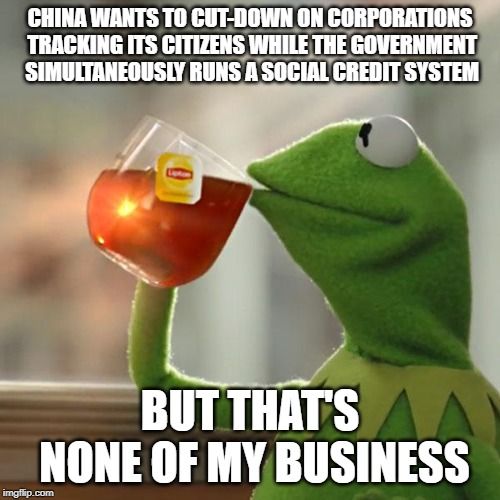 CHINA WANTS TO CUT-DOWN ON CORPORATIONS
TRACKING ITS CITIZENS WHILE THE GOVERNMENT
SIMULTANEOUSLY RUNS A SOCIAL CREDIT SYSTEM
Lipton
BUT THAT'S
NONE OF MY BUSINESS
imgflip.com